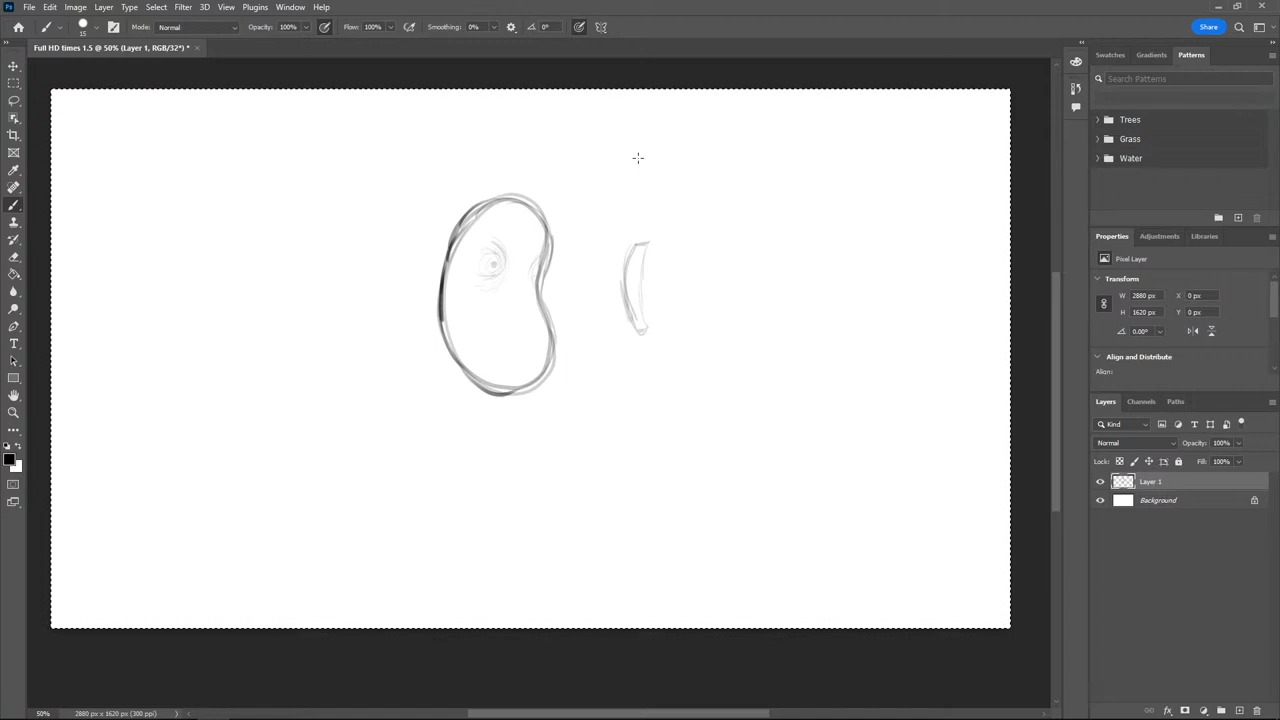 Ps File Edit Image Layer Type Select Filter 3D View Plugins Window Help
15 Mode: Normal Opacity: 100% Flow: 100% Smoothing: 0% 0° Share
Full HD times 1.5 @ 50% (Layer 1, RGB/32*) *
Swatches Gradients Patterns
Search Patterns
Trees
Grass
Water
Properties Adjustments Libraries
Pixel Layer
Transform
W 2880 px X 0 px
H 1620 px Y 0 px
0.00°
Align and Distribute
Align:
Layers Channels Paths
Kind
Normal Opacity: 100%
Lock: Fill: 100%
Layer 1
Background
50% 2880 px x 1620 px (300 ppi)